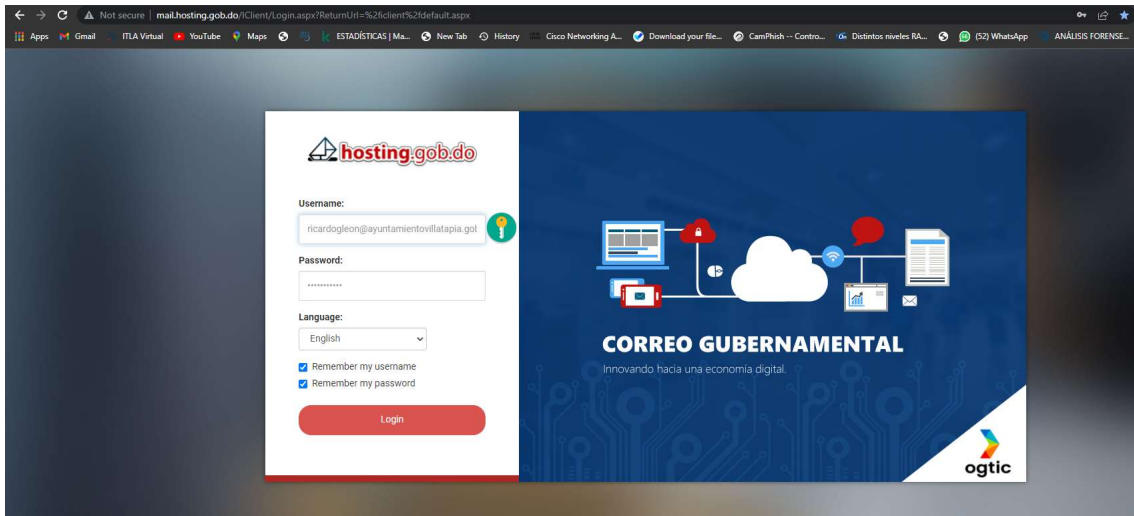 Not secure | mail.hosting.gob.do/IClient/Login.aspx?ReturnUrl=%2ficlient%2fdefault.aspx
Apps Gmail ITLA Virtual YouTube Maps ESTADÍSTICAS | Ma... New Tab History Cisco Networking A... Download your file... CamPhish -- Contro... Distintos niveles RA... (52) WhatsApp ANÁLISIS FORENSE...
hosting.gob.do
Username:
ricardogleon@ayuntamientovillatapia.got
Password:
Language:
English
Remember my username
Remember my password
Login
CORREO GUBERNAMENTAL
Innovando hacia una economía digital.
ogtic